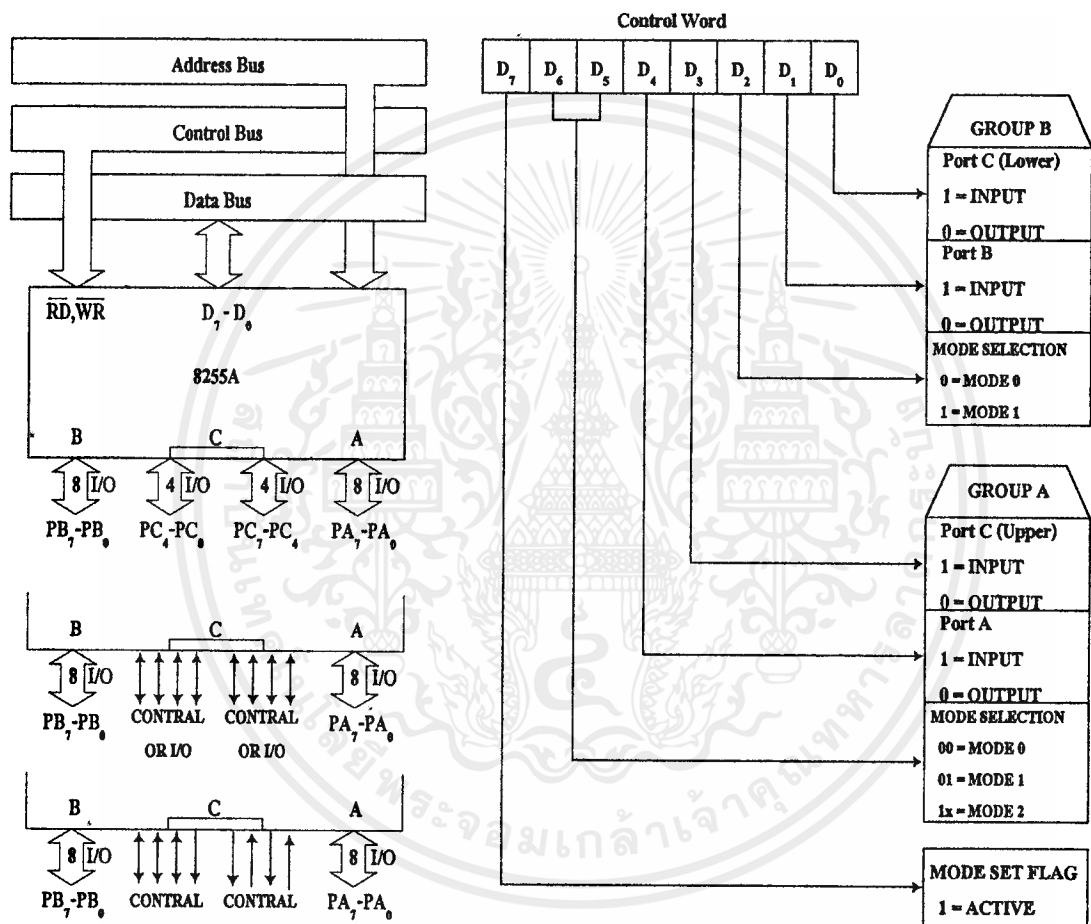 Control Word
D₇ D₆ D₅ D₄ D₃ D₂ D₁ D₀
Address Bus
Control Bus
Data Bus
RD,WR
D₇-D₀
8255A
B
C
A
8 I/O
4 I/O
4 I/O
8 I/O
PB₇-PB₀
PC₄-PC₀
PC₇-PC₄
PA₇-PA₀
B
C
A
8 I/O
8 I/O
PB₇-PB₀
CONTRAL
OR I/O
CONTRAL
OR I/O
PA₇-PA₀
B
C
A
8 I/O
8 I/O
PB₇-PB₀
CONTRAL
CONTRAL
PA₇-PA₀
GROUP B
Port C (Lower)
1 = INPUT
0 = OUTPUT
Port B
1 = INPUT
0 = OUTPUT
MODE SELECTION
0 = MODE 0
1 = MODE 1
GROUP A
Port C (Upper)
1 = INPUT
0 = OUTPUT
Port A
1 = INPUT
0 = OUTPUT
MODE SELECTION
00 = MODE 0
01 = MODE 1
1x = MODE 2
MODE SET FLAG
1 = ACTIVE